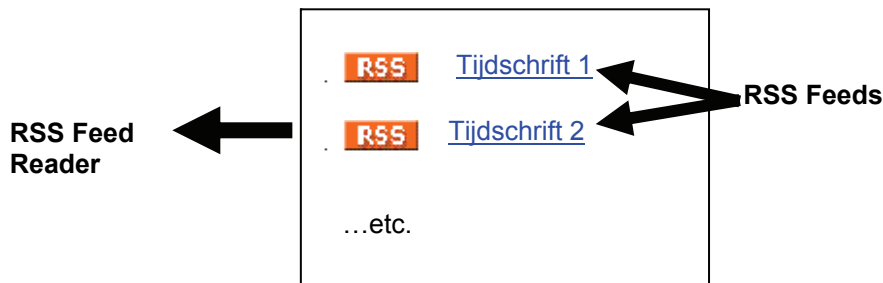 . RSS Tijdschrift 1
RSS Feeds
. RSS Tijdschrift 2
RSS Feed
Reader
…etc.